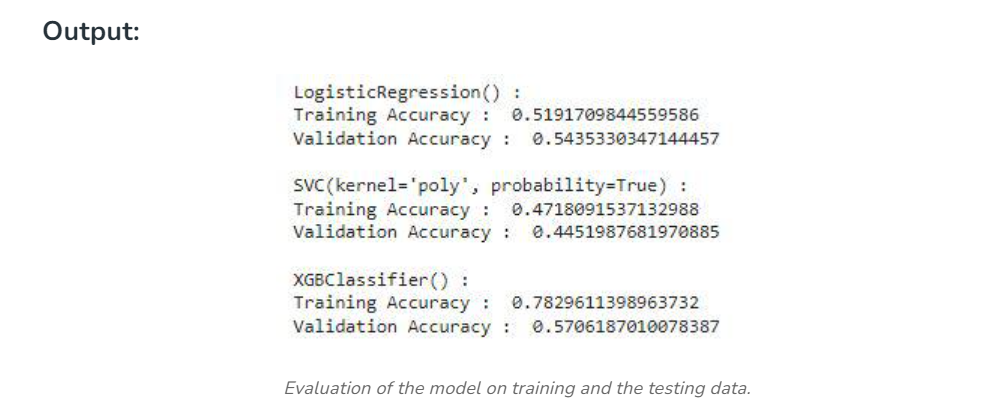 Output:
LogisticRegression() :
Training Accuracy :  0.5191709844559586
Validation Accuracy :  0.5435330347144457
SVC(kernel='poly', probability=True) :
Training Accuracy :  0.4718091537132988
Validation Accuracy :  0.4451987681970885
XGBClassifier() :
Training Accuracy :  0.7829611398963732
Validation Accuracy :  0.5706187010078387
Evaluation of the model on training and the testing data.